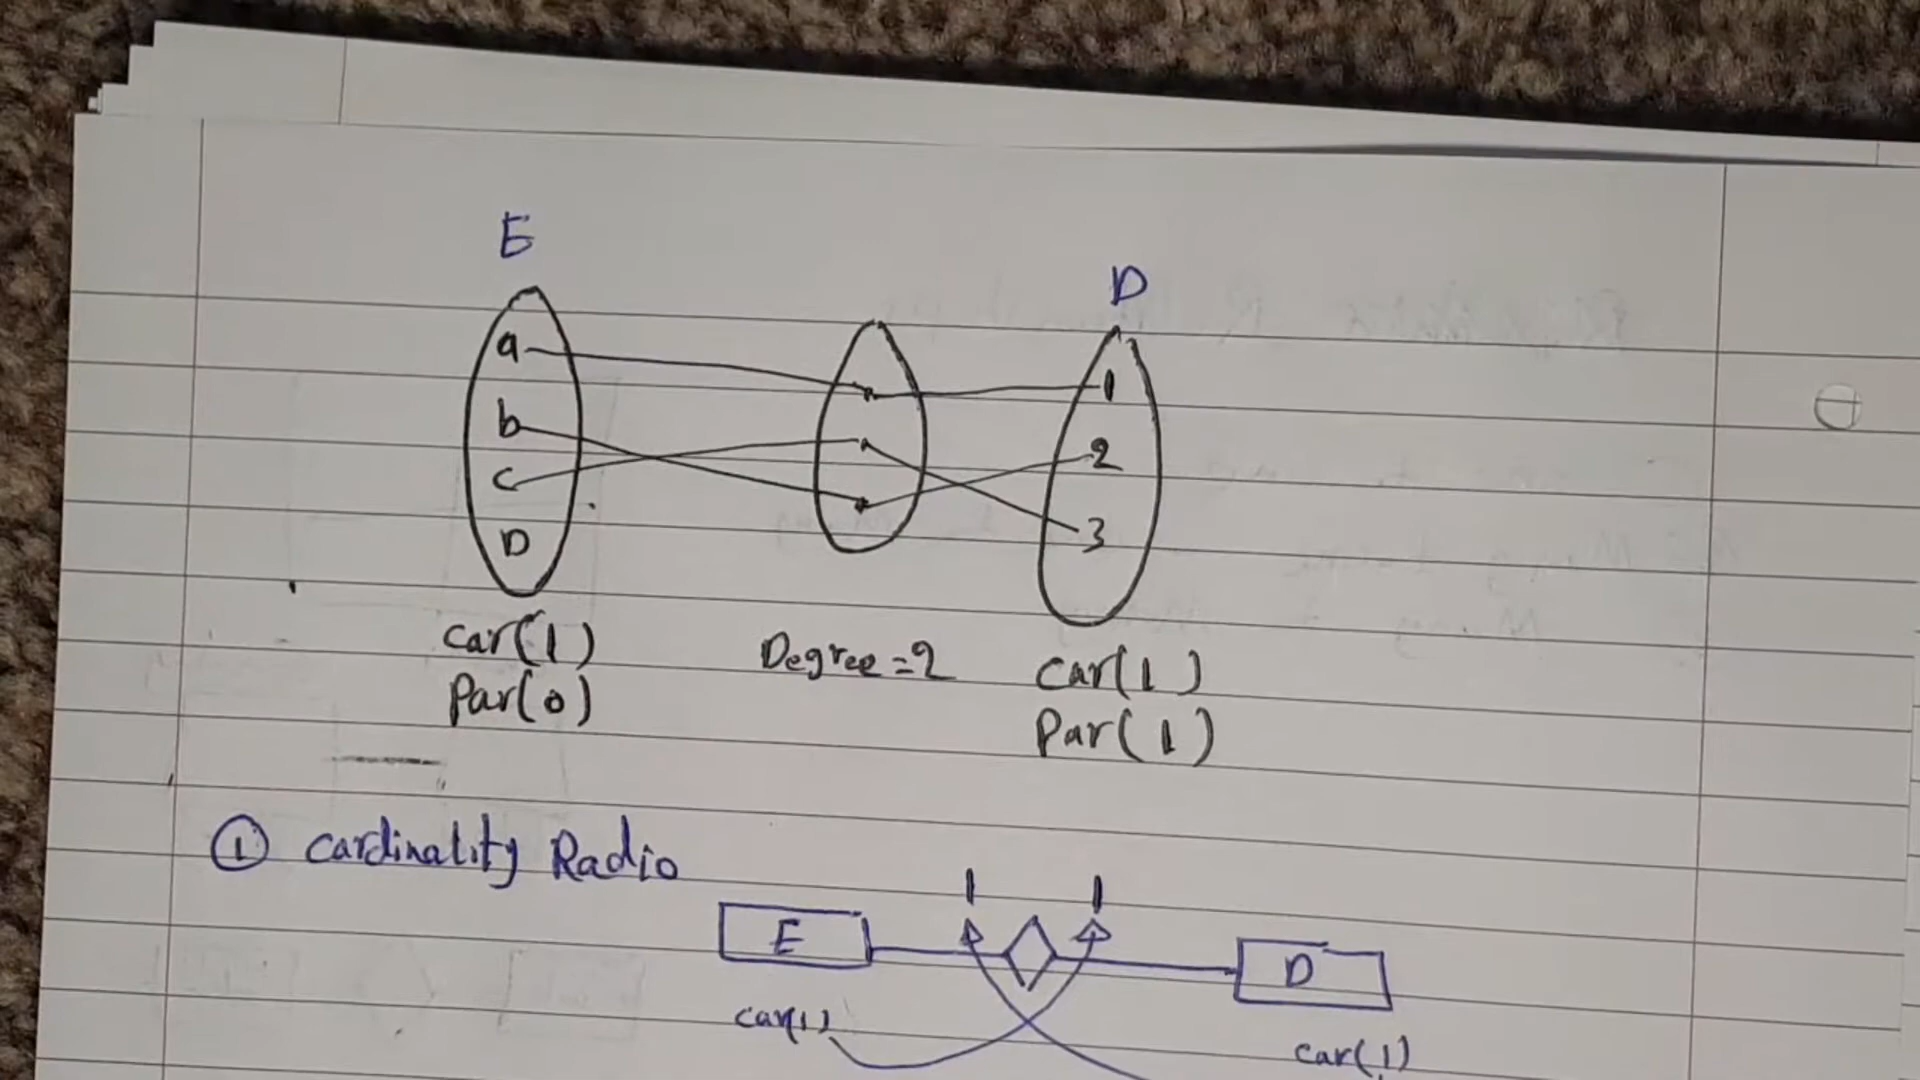 E
D
a
1
b
2
c
3
D
Car(1)
Par(0)
Degree=2
Car(1)
Par(1)
① Cardinality Radio
1
1
E
D
car(1)
car(1)